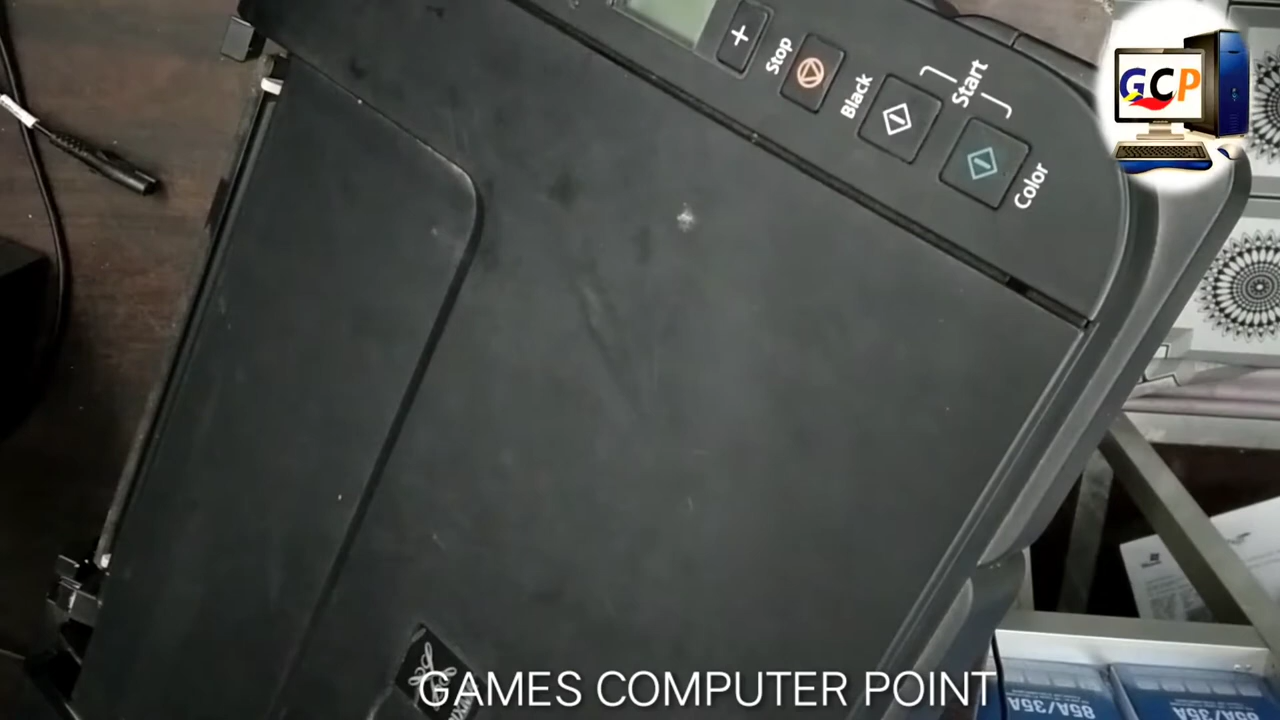 +
Stop
Black
Start
Color
GCP
GAMES COMPUTER POINT
85A/35A
85A/35A